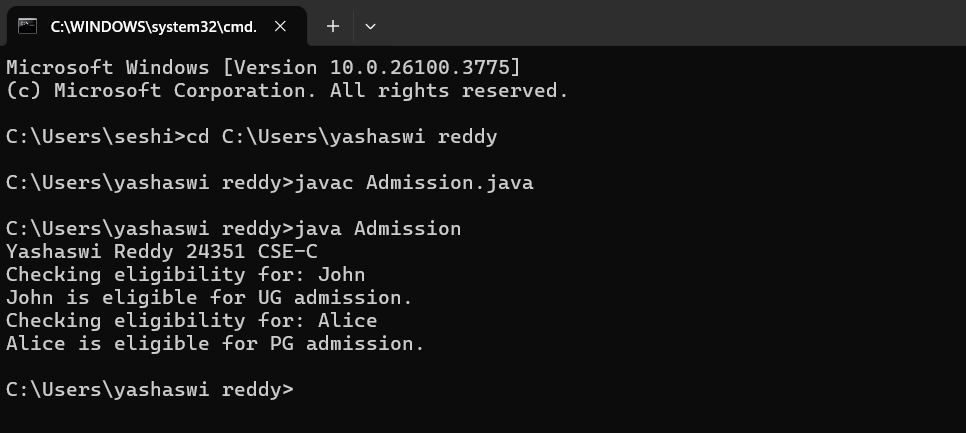 C:\WINDOWS\system32\cmd.
Microsoft Windows [Version 10.0.26100.3775]
(c) Microsoft Corporation. All rights reserved.
C:\Users\seshi>cd C:\Users\yashaswi reddy
C:\Users\yashaswi reddy>javac Admission.java
C:\Users\yashaswi reddy>java Admission
Yashaswi Reddy 24351 CSE-C
Checking eligibility for: John
John is eligible for UG admission.
Checking eligibility for: Alice
Alice is eligible for PG admission.
C:\Users\yashaswi reddy>